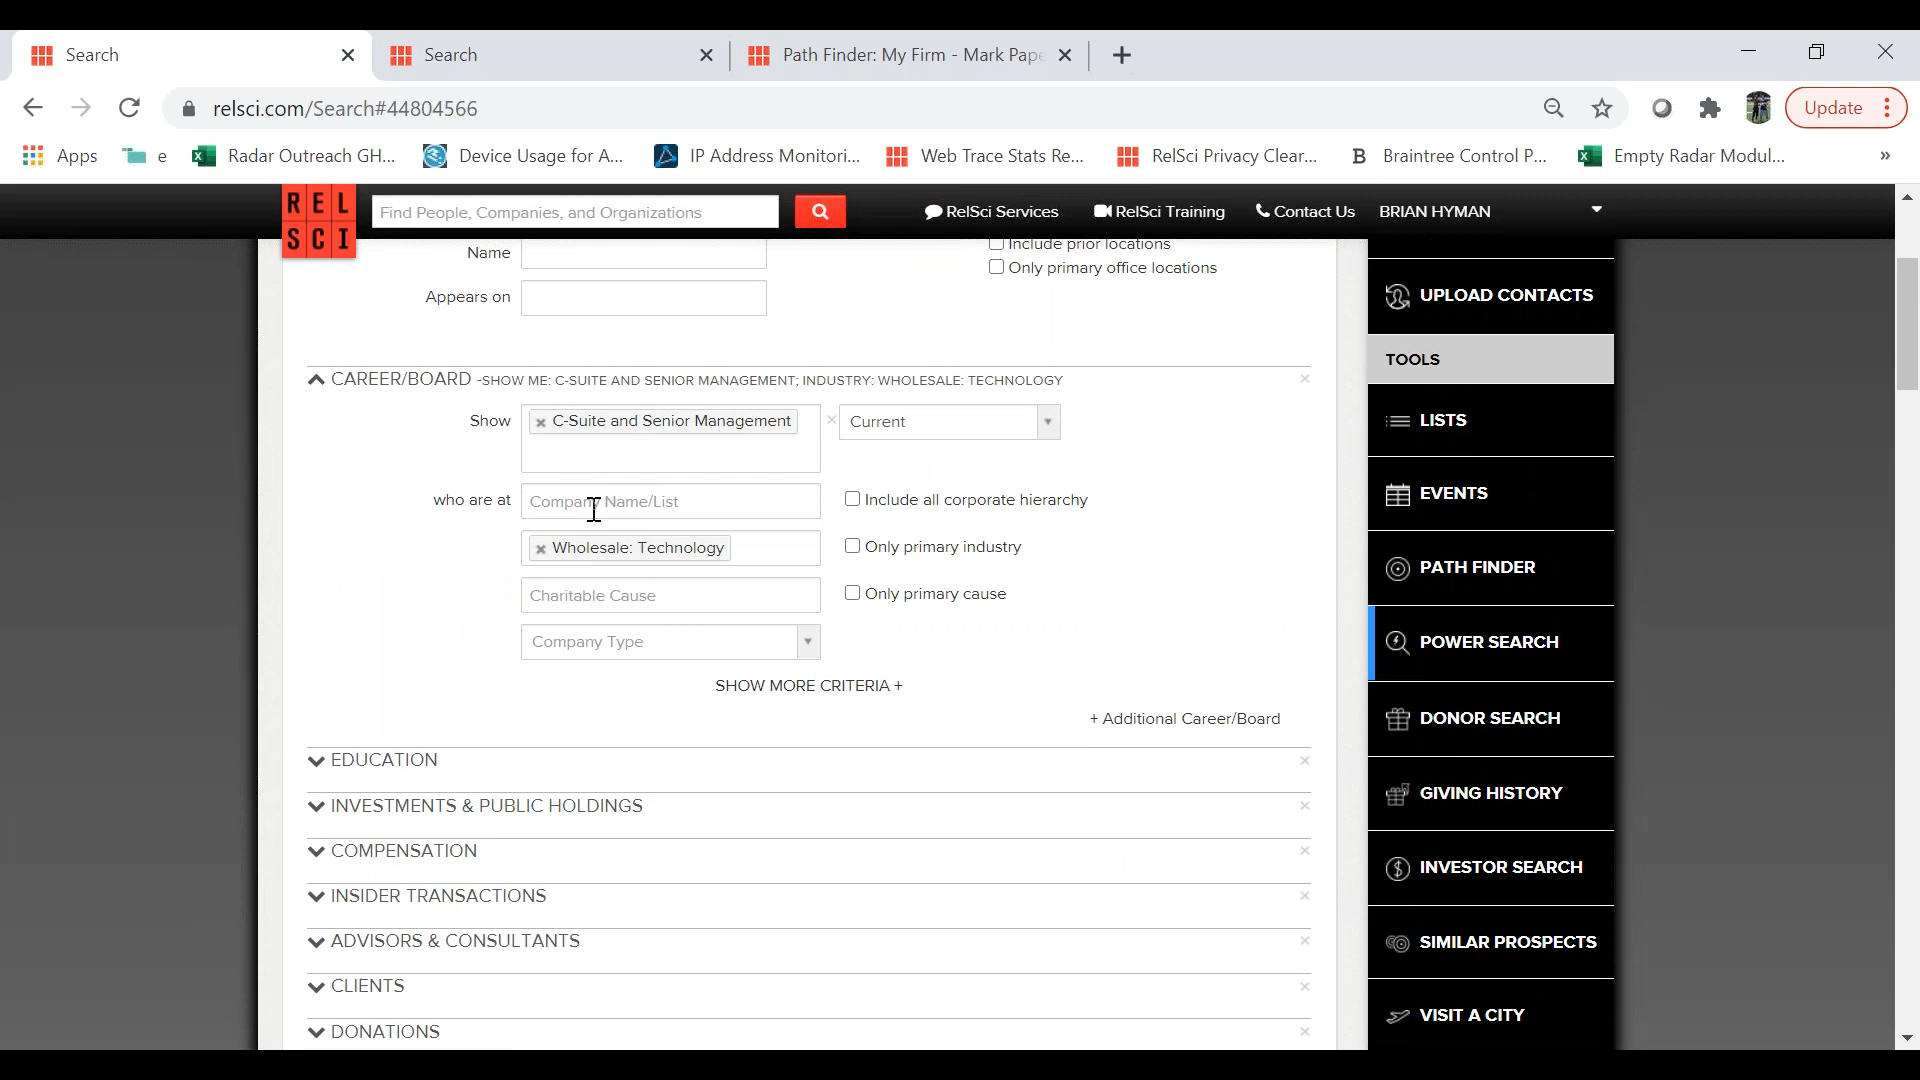 Search
Search
Path Finder: My Firm - Mark Pape
relsci.com/Search#44804566
Update
Apps
e
Radar Outreach GH...
Device Usage for A...
IP Address Monitori...
Web Trace Stats Re...
RelSci Privacy Clear...
Braintree Control P...
Empty Radar Modul...
»
REL
SCI
Find People, Companies, and Organizations
RelSci Services
RelSci Training
Contact Us
BRIAN HYMAN
Name
Include prior locations
Only primary office locations
Appears on
CAREER/BOARD -SHOW ME: C-SUITE AND SENIOR MANAGEMENT; INDUSTRY: WHOLESALE: TECHNOLOGY
Show
C-Suite and Senior Management
Current
who are at
Company Name/List
Include all corporate hierarchy
Wholesale: Technology
Only primary industry
Charitable Cause
Only primary cause
Company Type
SHOW MORE CRITERIA +
+ Additional Career/Board
EDUCATION
INVESTMENTS & PUBLIC HOLDINGS
COMPENSATION
INSIDER TRANSACTIONS
ADVISORS & CONSULTANTS
CLIENTS
DONATIONS
UPLOAD CONTACTS
TOOLS
LISTS
EVENTS
PATH FINDER
POWER SEARCH
DONOR SEARCH
GIVING HISTORY
INVESTOR SEARCH
SIMILAR PROSPECTS
VISIT A CITY